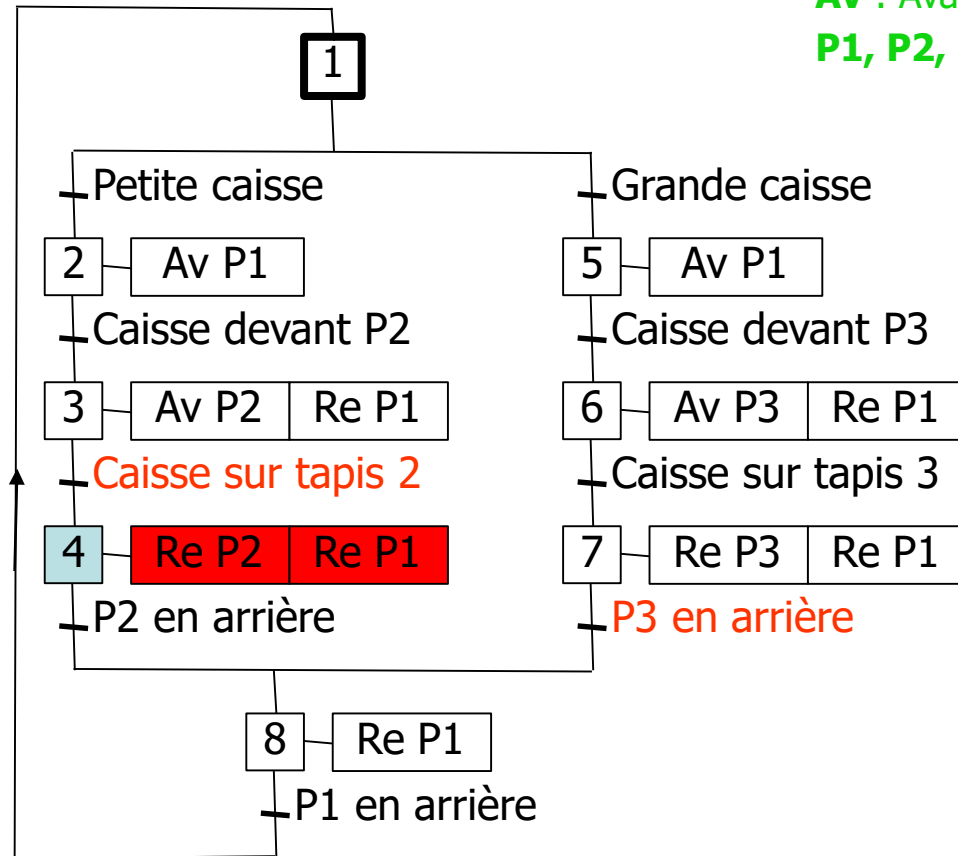 AV :
P1, P2,
1
Petite caisse
Grande caisse
2 Av P1
5 Av P1
Caisse devant P2
Caisse devant P3
3 Av P2 Re P1
6 Av P3 Re P1
Caisse sur tapis 2
Caisse sur tapis 3
4 Re P2 Re P1
7 Re P3 Re P1
P2 en arrière
P3 en arrière
8 Re P1
P1 en arrière